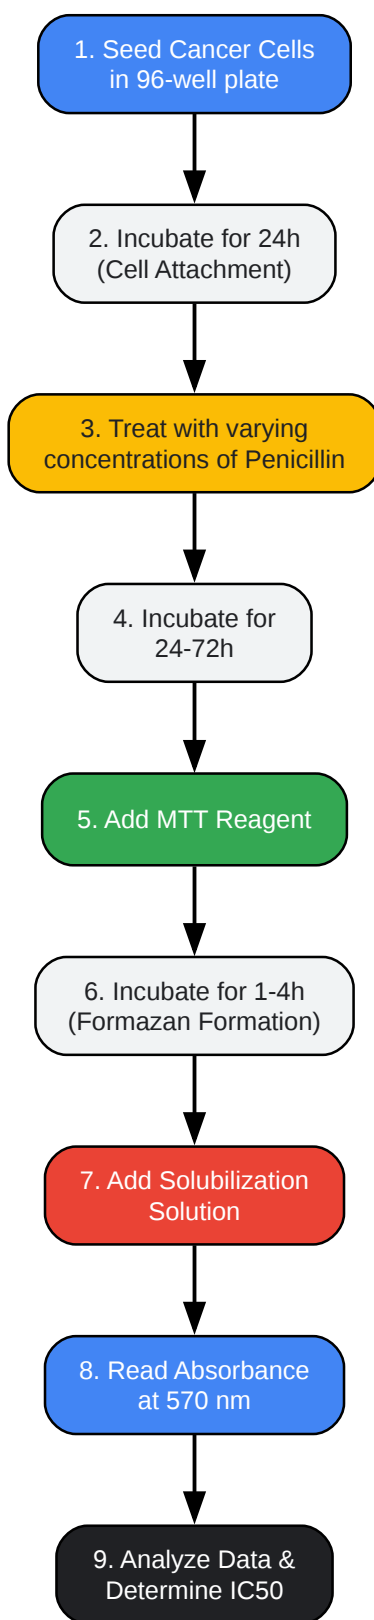 1. Seed Cancer Cells
in 96-well plate
2. Incubate for 24h
(Cell Attachment)
3. Treat with varying
concentrations of Penicillin
4. Incubate for
24-72h
5. Add MTT Reagent
6. Incubate for 1-4h
(Formazan Formation)
7. Add Solubilization
Solution
8. Read Absorbance
at 570 nm
9. Analyze Data &
Determine IC50